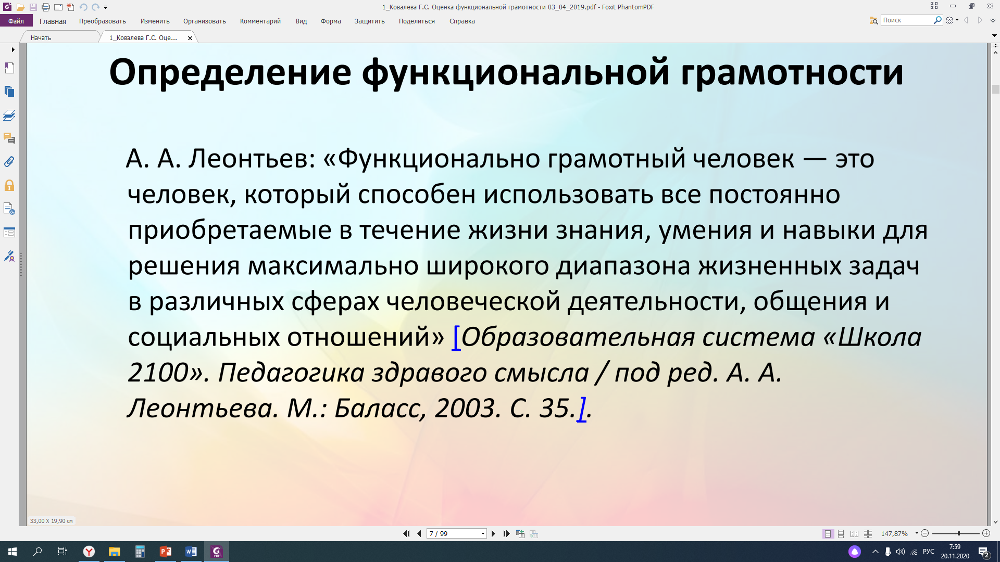 1_Ковалева Г.С. Оценка функциональной грамотности 03_04_2019.pdf - Foxit PhantomPDF
Файл Главная Преобразовать Изменить Организовать Комментарий Вид Форма Защитить Поделиться Справка Поиск
Начать 1_Ковалева Г.С. Оце...
Определение функциональной грамотности
А. А. Леонтьев: «Функционально грамотный человек — это
человек, который способен использовать все постоянно
приобретаемые в течение жизни знания, умения и навыки для
решения максимально широкого диапазона жизненных задач
в различных сферах человеческой деятельности, общения и
социальных отношений» [Образовательная система «Школа
2100». Педагогика здравого смысла / под ред. А. А.
Леонтьева. М.: Баласс, 2003. С. 35.].
33,00 X 19,90 см
7 / 99 147,87%
РУС 7:59
20.11.2020 2